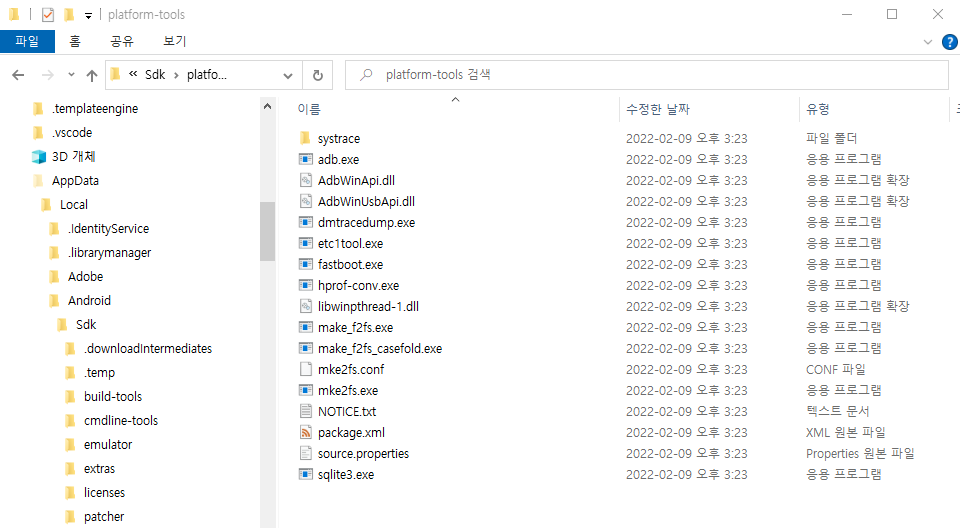 platform-tools
파일 홈 공유 보기
« Sdk > platfo... platform-tools 검색
.templateengine
.vscode
3D 개체
AppData
Local
.IdentityService
.librarymanager
Adobe
Android
Sdk
.downloadIntermediates
.temp
build-tools
cmdline-tools
emulator
extras
licenses
patcher
이름 수정한 날짜 유형
systrace 2022-02-09 오후 3:23 파일 폴더
adb.exe 2022-02-09 오후 3:23 응용 프로그램
AdbWinApi.dll 2022-02-09 오후 3:23 응용 프로그램 확장
AdbWinUsbApi.dll 2022-02-09 오후 3:23 응용 프로그램 확장
dmtracedump.exe 2022-02-09 오후 3:23 응용 프로그램
etc1tool.exe 2022-02-09 오후 3:23 응용 프로그램
fastboot.exe 2022-02-09 오후 3:23 응용 프로그램
hprof-conv.exe 2022-02-09 오후 3:23 응용 프로그램
libwinpthread-1.dll 2022-02-09 오후 3:23 응용 프로그램 확장
make_f2fs.exe 2022-02-09 오후 3:23 응용 프로그램
make_f2fs_casefold.exe 2022-02-09 오후 3:23 응용 프로그램
mke2fs.conf 2022-02-09 오후 3:23 CONF 파일
mke2fs.exe 2022-02-09 오후 3:23 응용 프로그램
NOTICE.txt 2022-02-09 오후 3:23 텍스트 문서
package.xml 2022-02-09 오후 3:23 XML 원본 파일
source.properties 2022-02-09 오후 3:23 Properties 원본 파일
sqlite3.exe 2022-02-09 오후 3:23 응용 프로그램